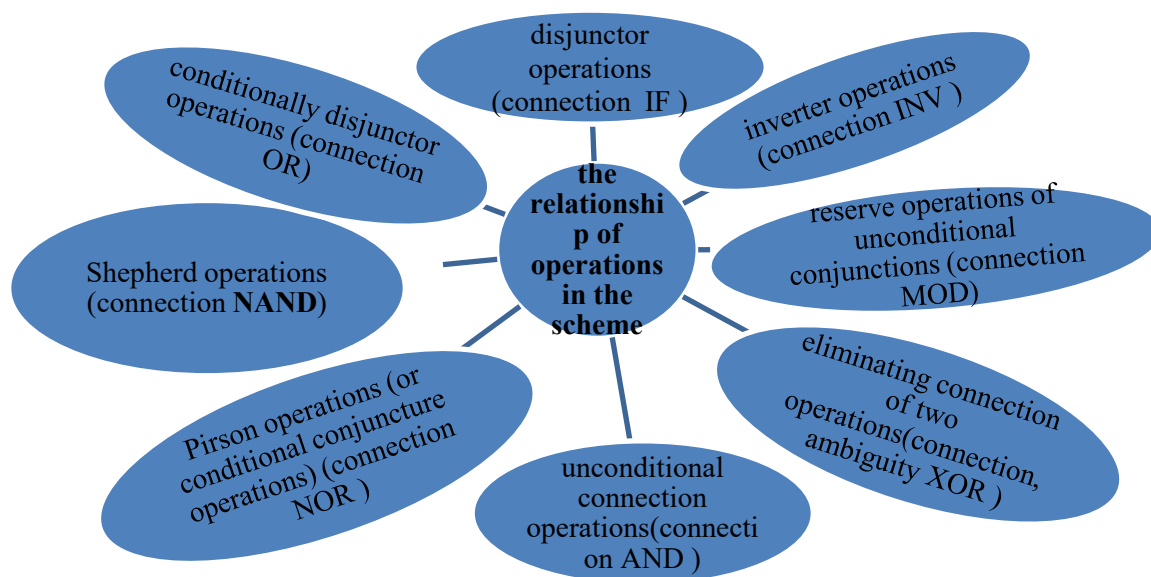 disjunctor
operations
(connection IF )
inverter operations
(connection INV )
reserve operations of
unconditional
conjunctions (connection
MOD)
eliminating connection
of two
operations(connection,
ambiguity XOR )
unconditional
connection
operations(connecti
on AND )
Pirson operations (or
conditional conjuncture
operations) (connection
NOR )
Shepherd operations
(connection NAND)
conditionally disjunctor
operations (connection
OR)
the
relationshi
p of
operations
in the
scheme